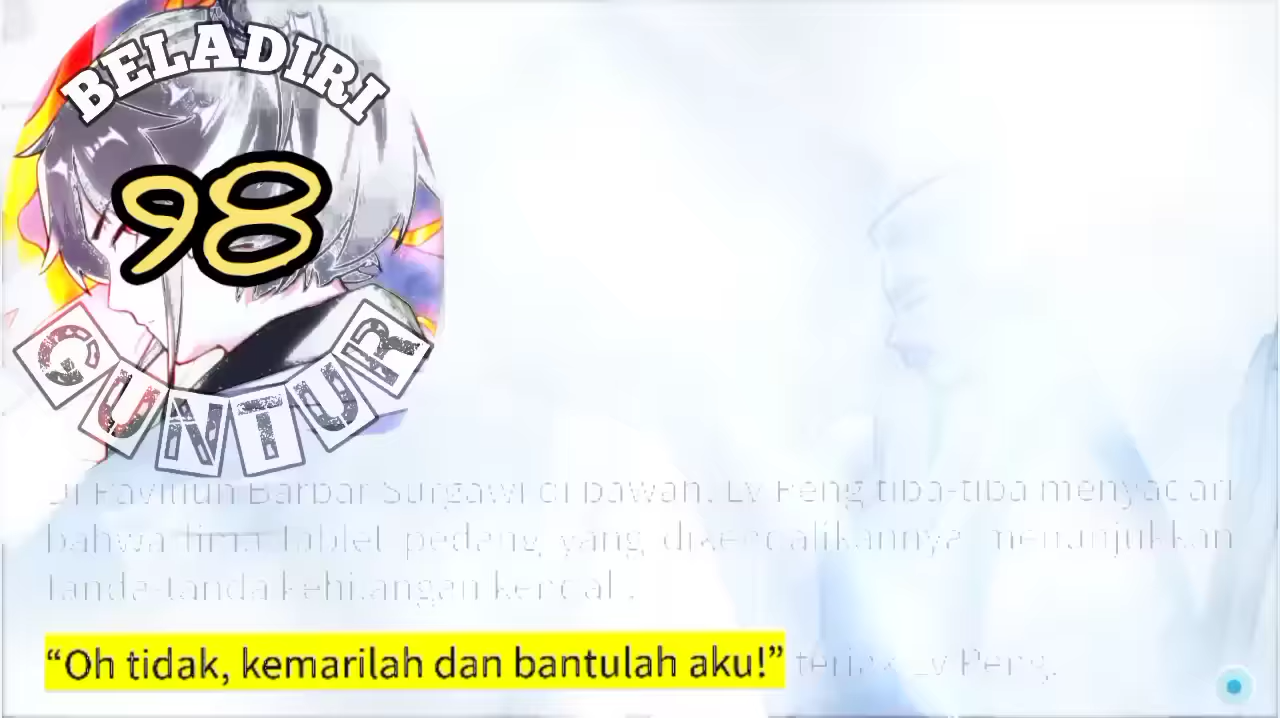 BELADIRI
98
GUNTUR
Di Paviliun Barbar Surgawi di bawah, Lv Peng tiba-tiba menyadari
bahwa lima tablet pedang yang dikendalikannya menunjukkan
tanda-tanda kehilangan kendali.
“Oh tidak, kemarilah dan bantulah aku!” teriak Lv Peng.